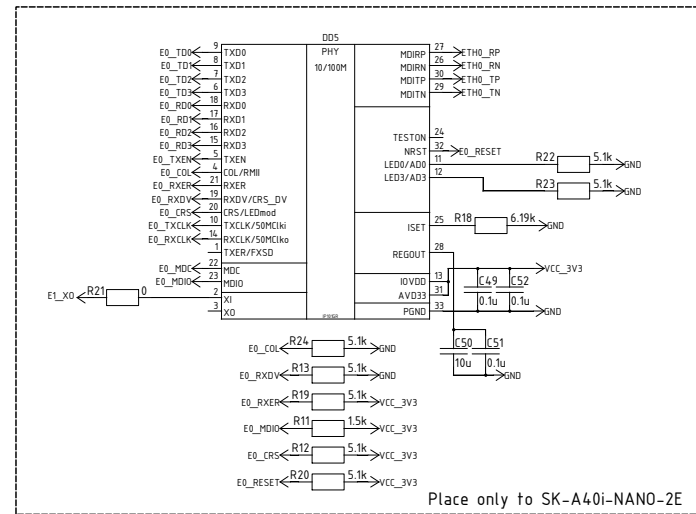 DD5
PHY
10/100M
E0_TD0 9 TXD0
E0_TD1 8 TXD1
E0_TD2 7 TXD2
E0_TD3 6 TXD3
E0_RD0 18 RXD0
E0_RD1 17 RXD1
E0_RD2 16 RXD2
E0_RD3 15 RXD3
E0_TXEN 5 TXEN
E0_COL 4 COL/RMII
E0_RXER 21 RXER
E0_RXDV 19 RXDV/CRS_DV
E0_CRS 20 CRS/LEDmod
E0_TXCLK 10 TXCLK/50MClki
E0_RXCLK 14 RXCLK/50MClko
1 TXER/FXSD
E0_MDC 22 MDC
E0_MDIO 23 MDIO
E1_XO R21 0 2 XI
3 XO
MDIRP 27 ETH0_RP
MDIRN 26 ETH0_RN
MDITP 30 ETH0_TP
MDITN 29 ETH0_TN
TESTON 24
NRST 32 E0_RESET
LED0/AD0 11 R22 5.1k GND
LED3/AD3 12 R23 5.1k GND
ISET 25 R18 6.19k GND
REGOUT 28
VCC_3V3
IOVDD 13
AVD33 31
C49 C52
0.1u 0.1u
PGND 33 GND
C50 C51
10u 0.1u
GND
E0_COL R24 5.1k GND
E0_RXDV R13 5.1k GND
E0_RXER R19 5.1k VCC_3V3
E0_MDIO R11 1.5k VCC_3V3
E0_CRS R12 5.1k VCC_3V3
E0_RESET R20 5.1k VCC_3V3
Place only to SK-A40i-NANO-2E